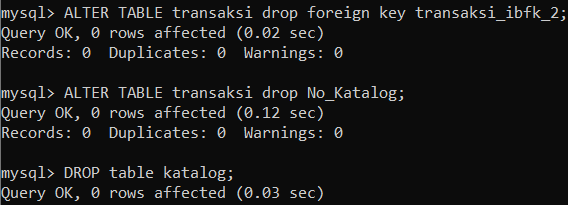 mysql> ALTER TABLE transaksi drop foreign key transaksi_ibfk_2;
Query OK, 0 rows affected (0.02 sec)
Records: 0  Duplicates: 0  Warnings: 0
mysql> ALTER TABLE transaksi drop No_Katalog;
Query OK, 0 rows affected (0.12 sec)
Records: 0  Duplicates: 0  Warnings: 0
mysql> DROP table katalog;
Query OK, 0 rows affected (0.03 sec)